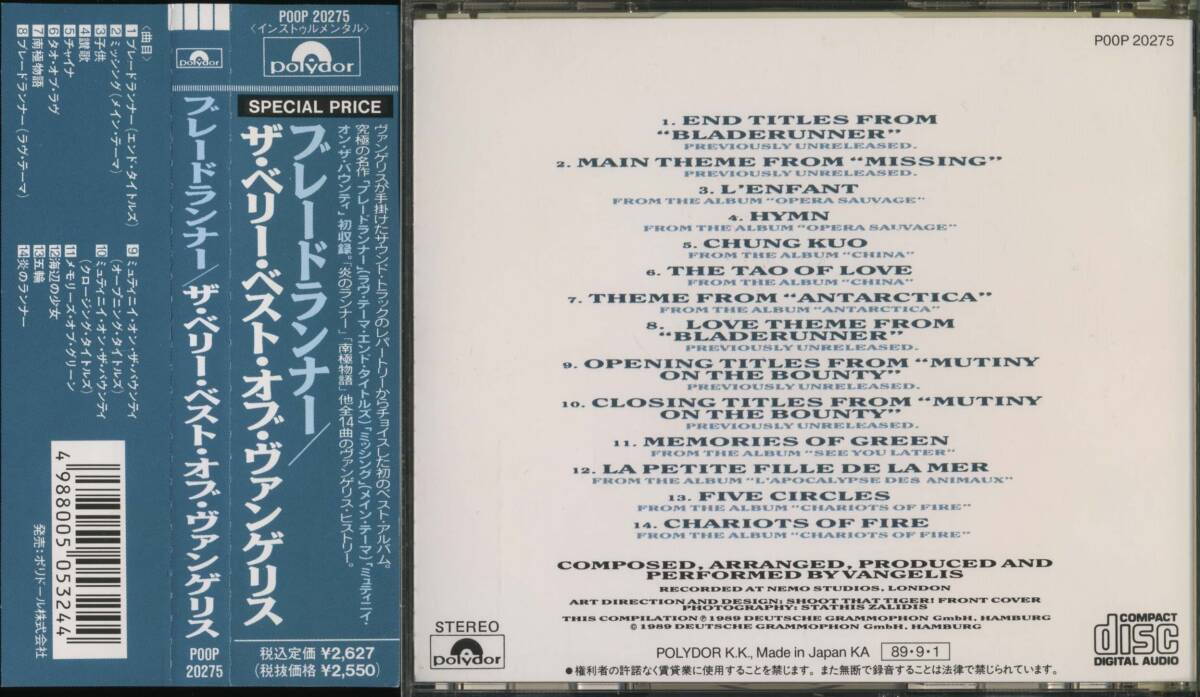 〈曲目〉
1 ブレードランナー(エンド・タイトルズ)
2 ミッシング(メイン・テーマ)
3 子供
4 讃歌
5 チャイナ
6 タオ・オブ・ラヴ
7 南極物語
8 ブレードランナー(ラヴ・テーマ)
9 ミュティニイ・オン・ザ・バウンティ
(オープニング・タイトルズ)
10 ミュティニイ・オン・ザ・バウンティ
(クロージング・タイトルズ)
11 メモリーズ・オブ・グリーン
12 海辺の少女
13 五輪
14 炎のランナー
4 988005 053244
発売:ポリドール株式会社
polydor
ブレードランナー/ザ・ベリー・ベスト・オブ・ヴァンゲリス
POOP
20275
POOP 20275
〈インストゥルメンタル〉
polydor
SPECIAL PRICE
ブレードランナー/
ザ・ベリー・ベスト・オブ・ヴァンゲリス
ヴァンゲリスが手掛けたサウンド・トラックのレパートリーからチョイスした初のベスト・アルバム。
究極の名作「ブレードランナー」(ラヴ・テーマ・エンド・タイトルズ)「ミッシング」(メイン・テーマ)「ミュティニイ・
オン・ザ・バウンティ」初収録。「炎のランナー」「南極物語」他全14曲のヴァンゲリス・ヒストリー。
税込定価 ¥2,627
(税抜価格 ¥2,550)
POOP 20275
1. END TITLES FROM
"BLADERUNNER"
PREVIOUSLY UNRELEASED.
2. MAIN THEME FROM "MISSING"
PREVIOUSLY UNRELEASED.
3. L'ENFANT
FROM THE ALBUM "OPERA SAUVAGE"
4. HYMN
FROM THE ALBUM "OPERA SAUVAGE"
5. CHUNG KUO
FROM THE ALBUM "CHINA"
6. THE TAO OF LOVE
FROM THE ALBUM "CHINA"
7. THEME FROM "ANTARCTICA"
FROM THE ALBUM "ANTARCTICA"
8. LOVE THEME FROM
"BLADERUNNER"
PREVIOUSLY UNRELEASED.
9. OPENING TITLES FROM "MUTINY
ON THE BOUNTY"
PREVIOUSLY UNRELEASED.
10. CLOSING TITLES FROM "MUTINY
ON THE BOUNTY"
PREVIOUSLY UNRELEASED.
11. MEMORIES OF GREEN
FROM THE ALBUM "SEE YOU LATER"
12. LA PETITE FILLE DE LA MER
FROM THE ALBUM "L'APOCALYPSE DES ANIMAUX"
13. FIVE CIRCLES
FROM THE ALBUM "CHARIOTS OF FIRE"
14. CHARIOTS OF FIRE
FROM THE ALBUM "CHARIOTS OF FIRE"
COMPOSED, ARRANGED, PRODUCED AND
PERFORMED BY VANGELIS
RECORDED AT NEMO STUDIOS, LONDON
ART DIRECTION AND DESIGN: SHOOT THAT TIGER! FRONT COVER
PHOTOGRAPHY: STATHIS ZALIDIS
THIS COMPILATION ℗ 1989 DEUTSCHE GRAMMOPHON GmbH, HAMBURG
© 1989 DEUTSCHE GRAMMOPHON GmbH, HAMBURG
STEREO
polydor
POLYDOR K.K., Made in Japan KA
89・9・1
COMPACT
disc
DIGITAL AUDIO
●権利者の許諾なく賃貸業に使用することを禁じます。また無断で録音することは法律で禁じられています。